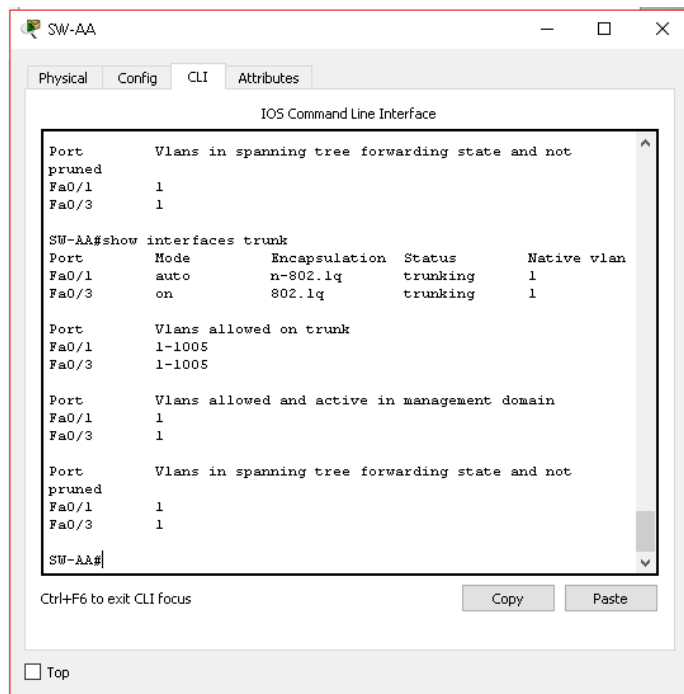 SW-AA
Physical Config CLI Attributes
IOS Command Line Interface
Port Vlans in spanning tree forwarding state and not
pruned
Fa0/1 1
Fa0/3 1
SW-AA#show interfaces trunk
Port Mode Encapsulation Status Native vlan
Fa0/1 auto n-802.1q trunking 1
Fa0/3 on 802.1q trunking 1
Port Vlans allowed on trunk
Fa0/1 1-1005
Fa0/3 1-1005
Port Vlans allowed and active in management domain
Fa0/1 1
Fa0/3 1
Port Vlans in spanning tree forwarding state and not
pruned
Fa0/1 1
Fa0/3 1
SW-AA#
Ctrl+F6 to exit CLI focus Copy Paste
Top